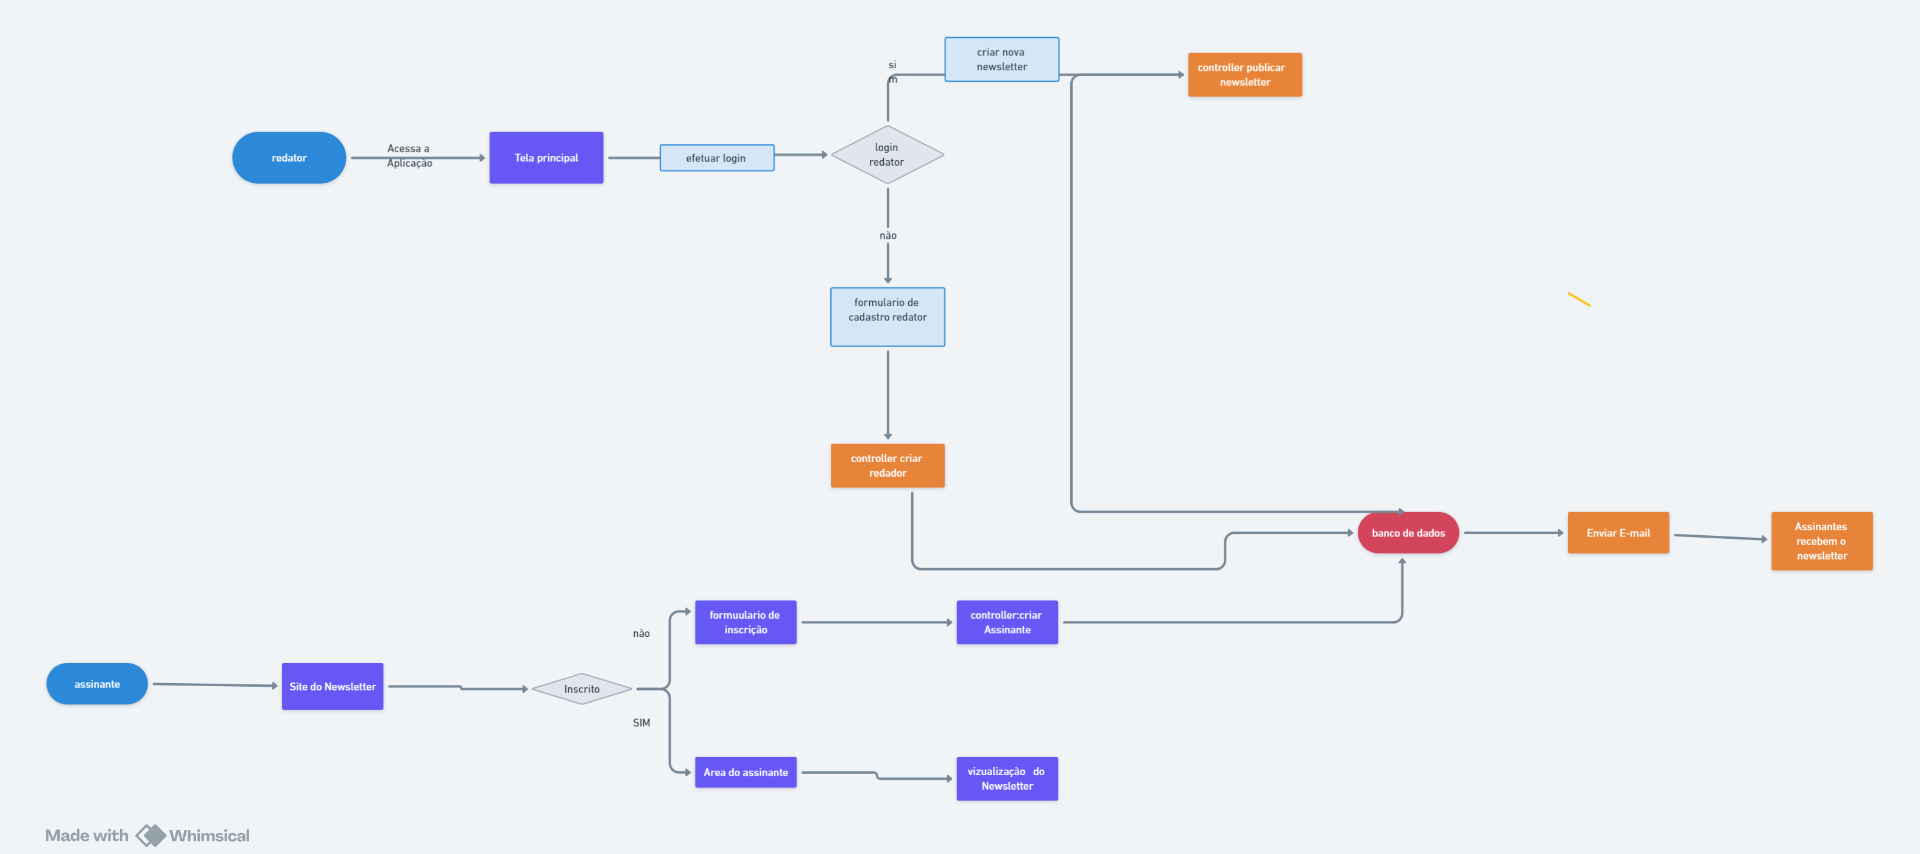 criar nova
newsletter
si
m
controller publicar
newsletter
redator
Acessa a
Aplicação
Tela principal
efetuar login
login
redator
não
formulario de
cadastro redator
controller criar
redador
banco de dados
Enviar E-mail
Assinantes
recebem o
newsletter
assinante
Site do Newsletter
Inscrito
não
SIM
formuulario de
inscrição
controller:criar
Assinante
Area do assinante
vizualização do
Newsletter
Made with Whimsical